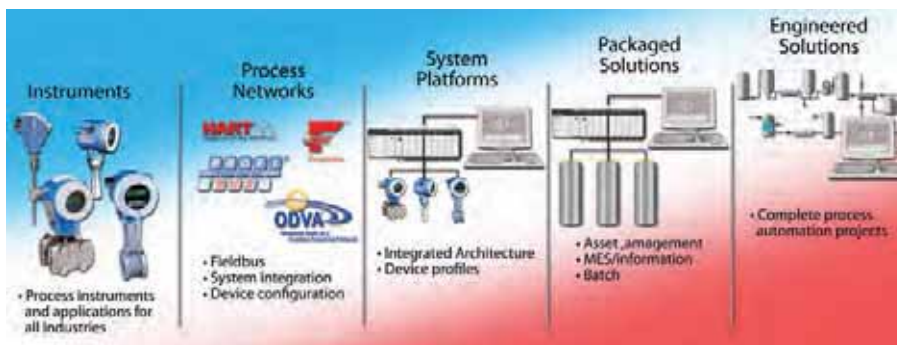 Instruments
• Process instruments
and applications for
all industries
Process
Networks
HART
ODVA
• Fieldbus
• System integration
• Device configuration
System
Platforms
• Integrated Architecture
• Device profiles
Packaged
Solutions
• Asset ,amagement
• MES/information
• Batch
Engineered
Solutions
• Complete process
automation projects